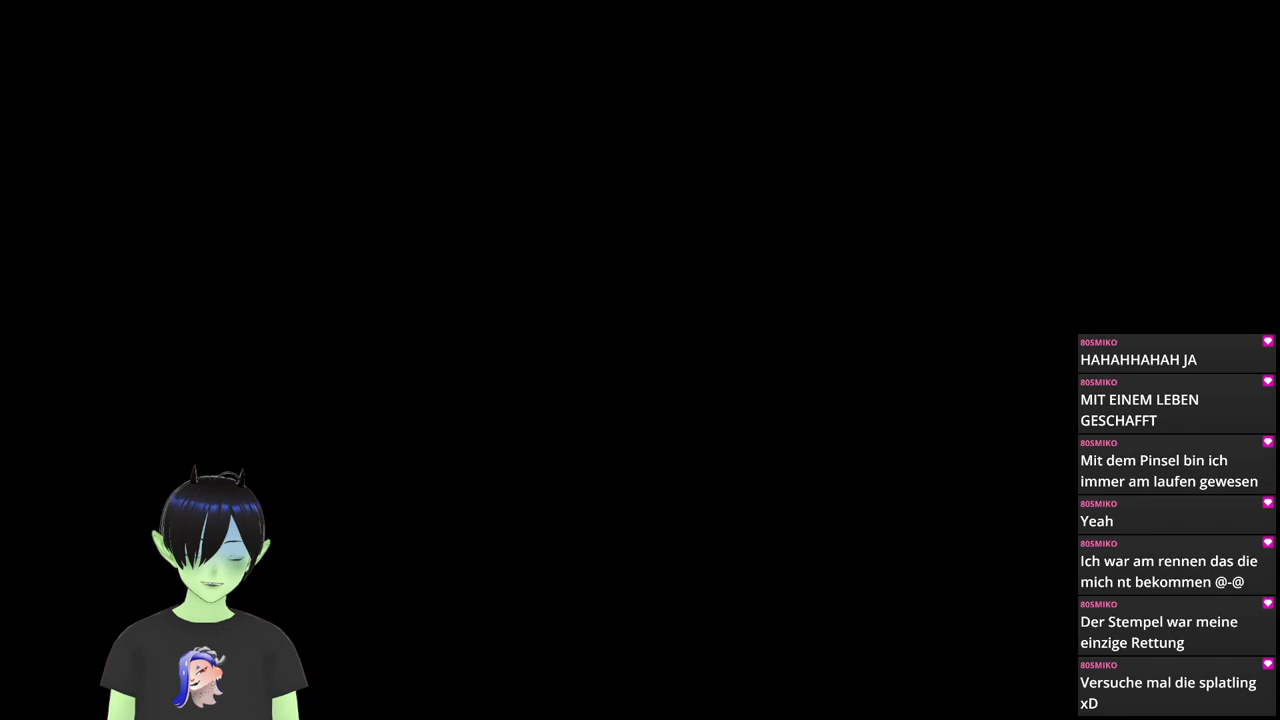 80SMIKO
HAHAHHAHAH JA
80SMIKO
MIT EINEM LEBEN
GESCHAFFT
80SMIKO
Mit dem Pinsel bin ich
immer am laufen gewesen
80SMIKO
Yeah
80SMIKO
Ich war am rennen das die
mich nt bekommen @-@
80SMIKO
Der Stempel war meine
einzige Rettung
80SMIKO
Versuche mal die splatling
xD